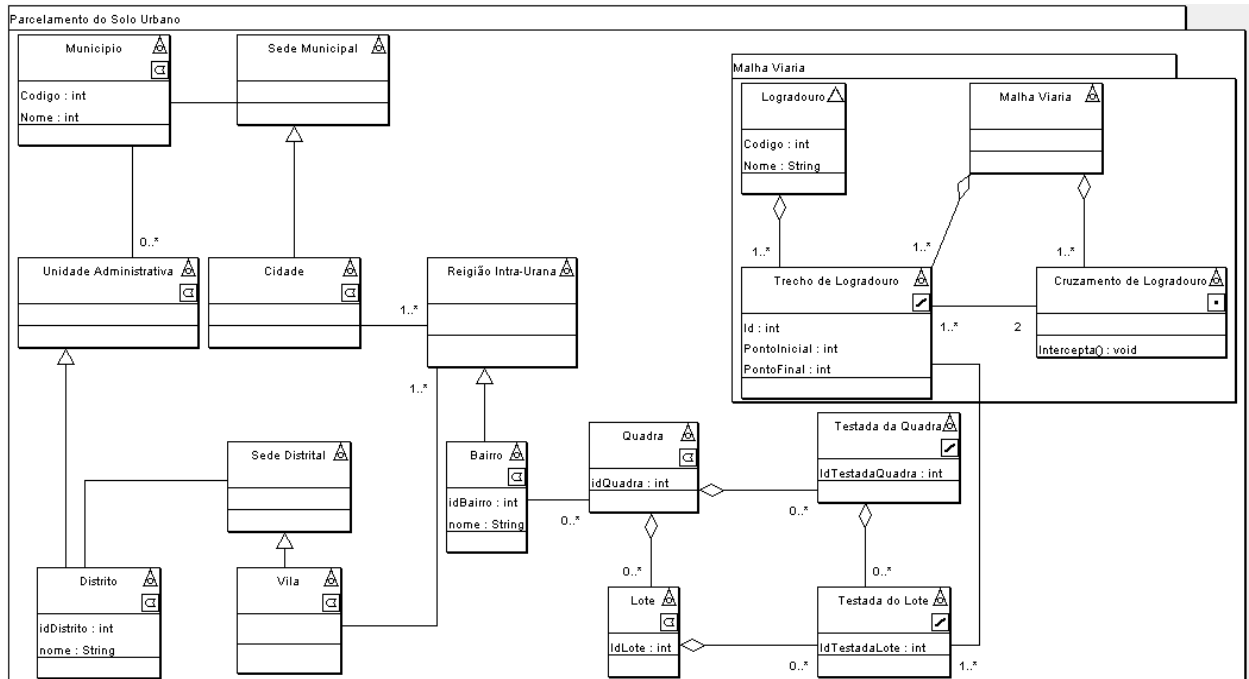 Parcelamento do Solo Urbano
Municipio
Codigo : int
Nome : int
Sede Municipal
Malha Viaria
Logradouro
Codigo : int
Nome : String
Malha Viaria
0..*
1..*
1..*
1..*
Unidade Administrativa
Cidade
1..*
Reigião Intra-Urana
Trecho de Logradouro
Id : int
PontoInicial : int
PontoFinal : int
1..*
2
Cruzamento de Logradouro
Intercepta() : void
1..*
Sede Distrital
Bairro
idBairro : int
nome : String
Quadra
idQuadra : int
Testada da Quadra
IdTestadaQuadra : int
0..*
0..*
0..*
0..*
Distrito
idDistrito : int
nome : String
Vila
Lote
IdLote : int
Testada do Lote
IdTestadaLote : int
0..*
1..*